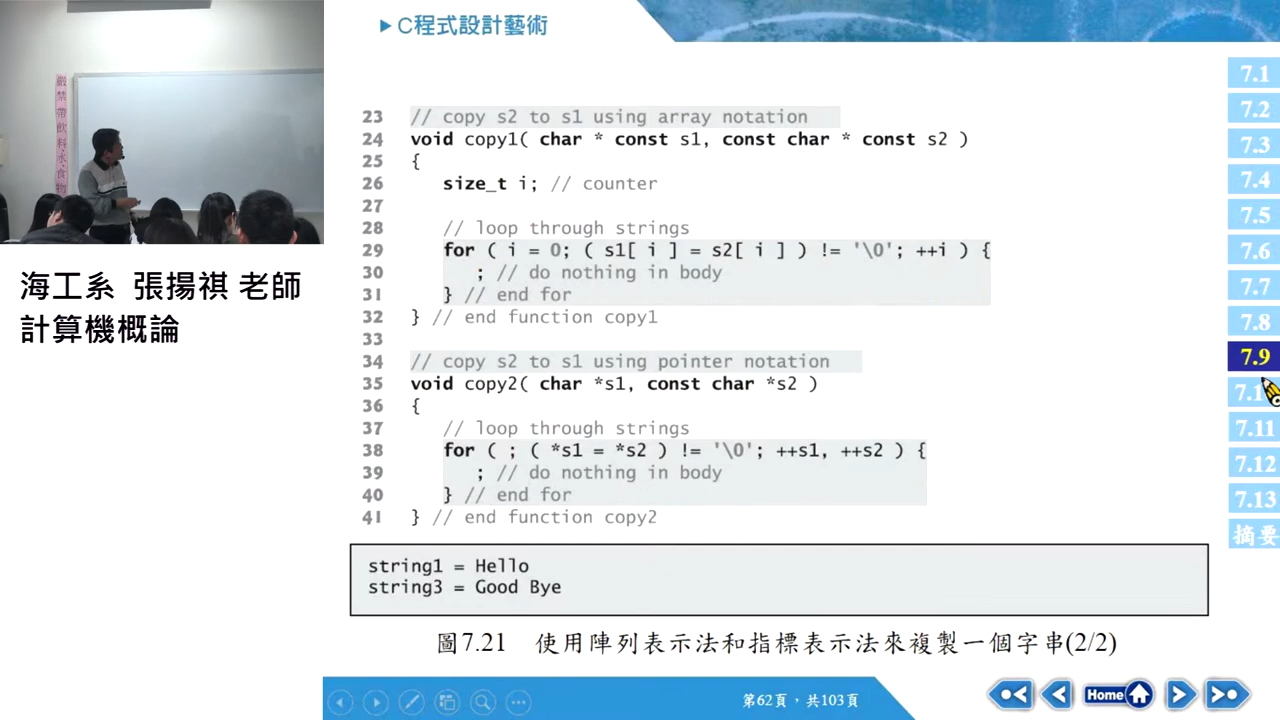 C程式設計藝術
嚴禁帶飲料、水、食物
海工系 張揚祺 老師
計算機概論
23 // copy s2 to s1 using array notation
24 void copy1( char * const s1, const char * const s2 )
25 {
26 size_t i; // counter
27
28 // loop through strings
29 for ( i = 0; ( s1[ i ] = s2[ i ] ) != '\0'; ++i ) {
30 ; // do nothing in body
31 } // end for
32 } // end function copy1
33
34 // copy s2 to s1 using pointer notation
35 void copy2( char *s1, const char *s2 )
36 {
37 // loop through strings
38 for ( ; ( *s1 = *s2 ) != '\0'; ++s1, ++s2 ) {
39 ; // do nothing in body
40 } // end for
41 } // end function copy2
string1 = Hello
string3 = Good Bye
圖7.21 使用陣列表示法和指標表示法來複製一個字串(2/2)
第62頁，共103頁
Home
7.1
7.2
7.3
7.4
7.5
7.6
7.7
7.8
7.9
7.11
7.12
7.13
摘要